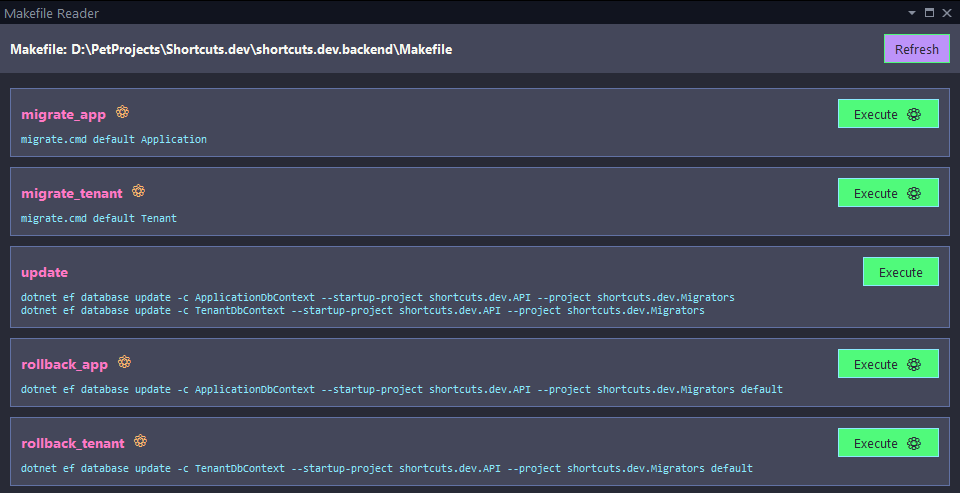 Makefile Reader
Makefile: D:\PetProjects\Shortcuts.dev\shortcuts.dev.backend\Makefile
Refresh
migrate_app
Execute
migrate.cmd default Application
migrate_tenant
Execute
migrate.cmd default Tenant
update
Execute
dotnet ef database update -c ApplicationDbContext --startup-project shortcuts.dev.API --project shortcuts.dev.Migrators
dotnet ef database update -c TenantDbContext --startup-project shortcuts.dev.API --project shortcuts.dev.Migrators
rollback_app
Execute
dotnet ef database update -c ApplicationDbContext --startup-project shortcuts.dev.API --project shortcuts.dev.Migrators default
rollback_tenant
Execute
dotnet ef database update -c TenantDbContext --startup-project shortcuts.dev.API --project shortcuts.dev.Migrators default